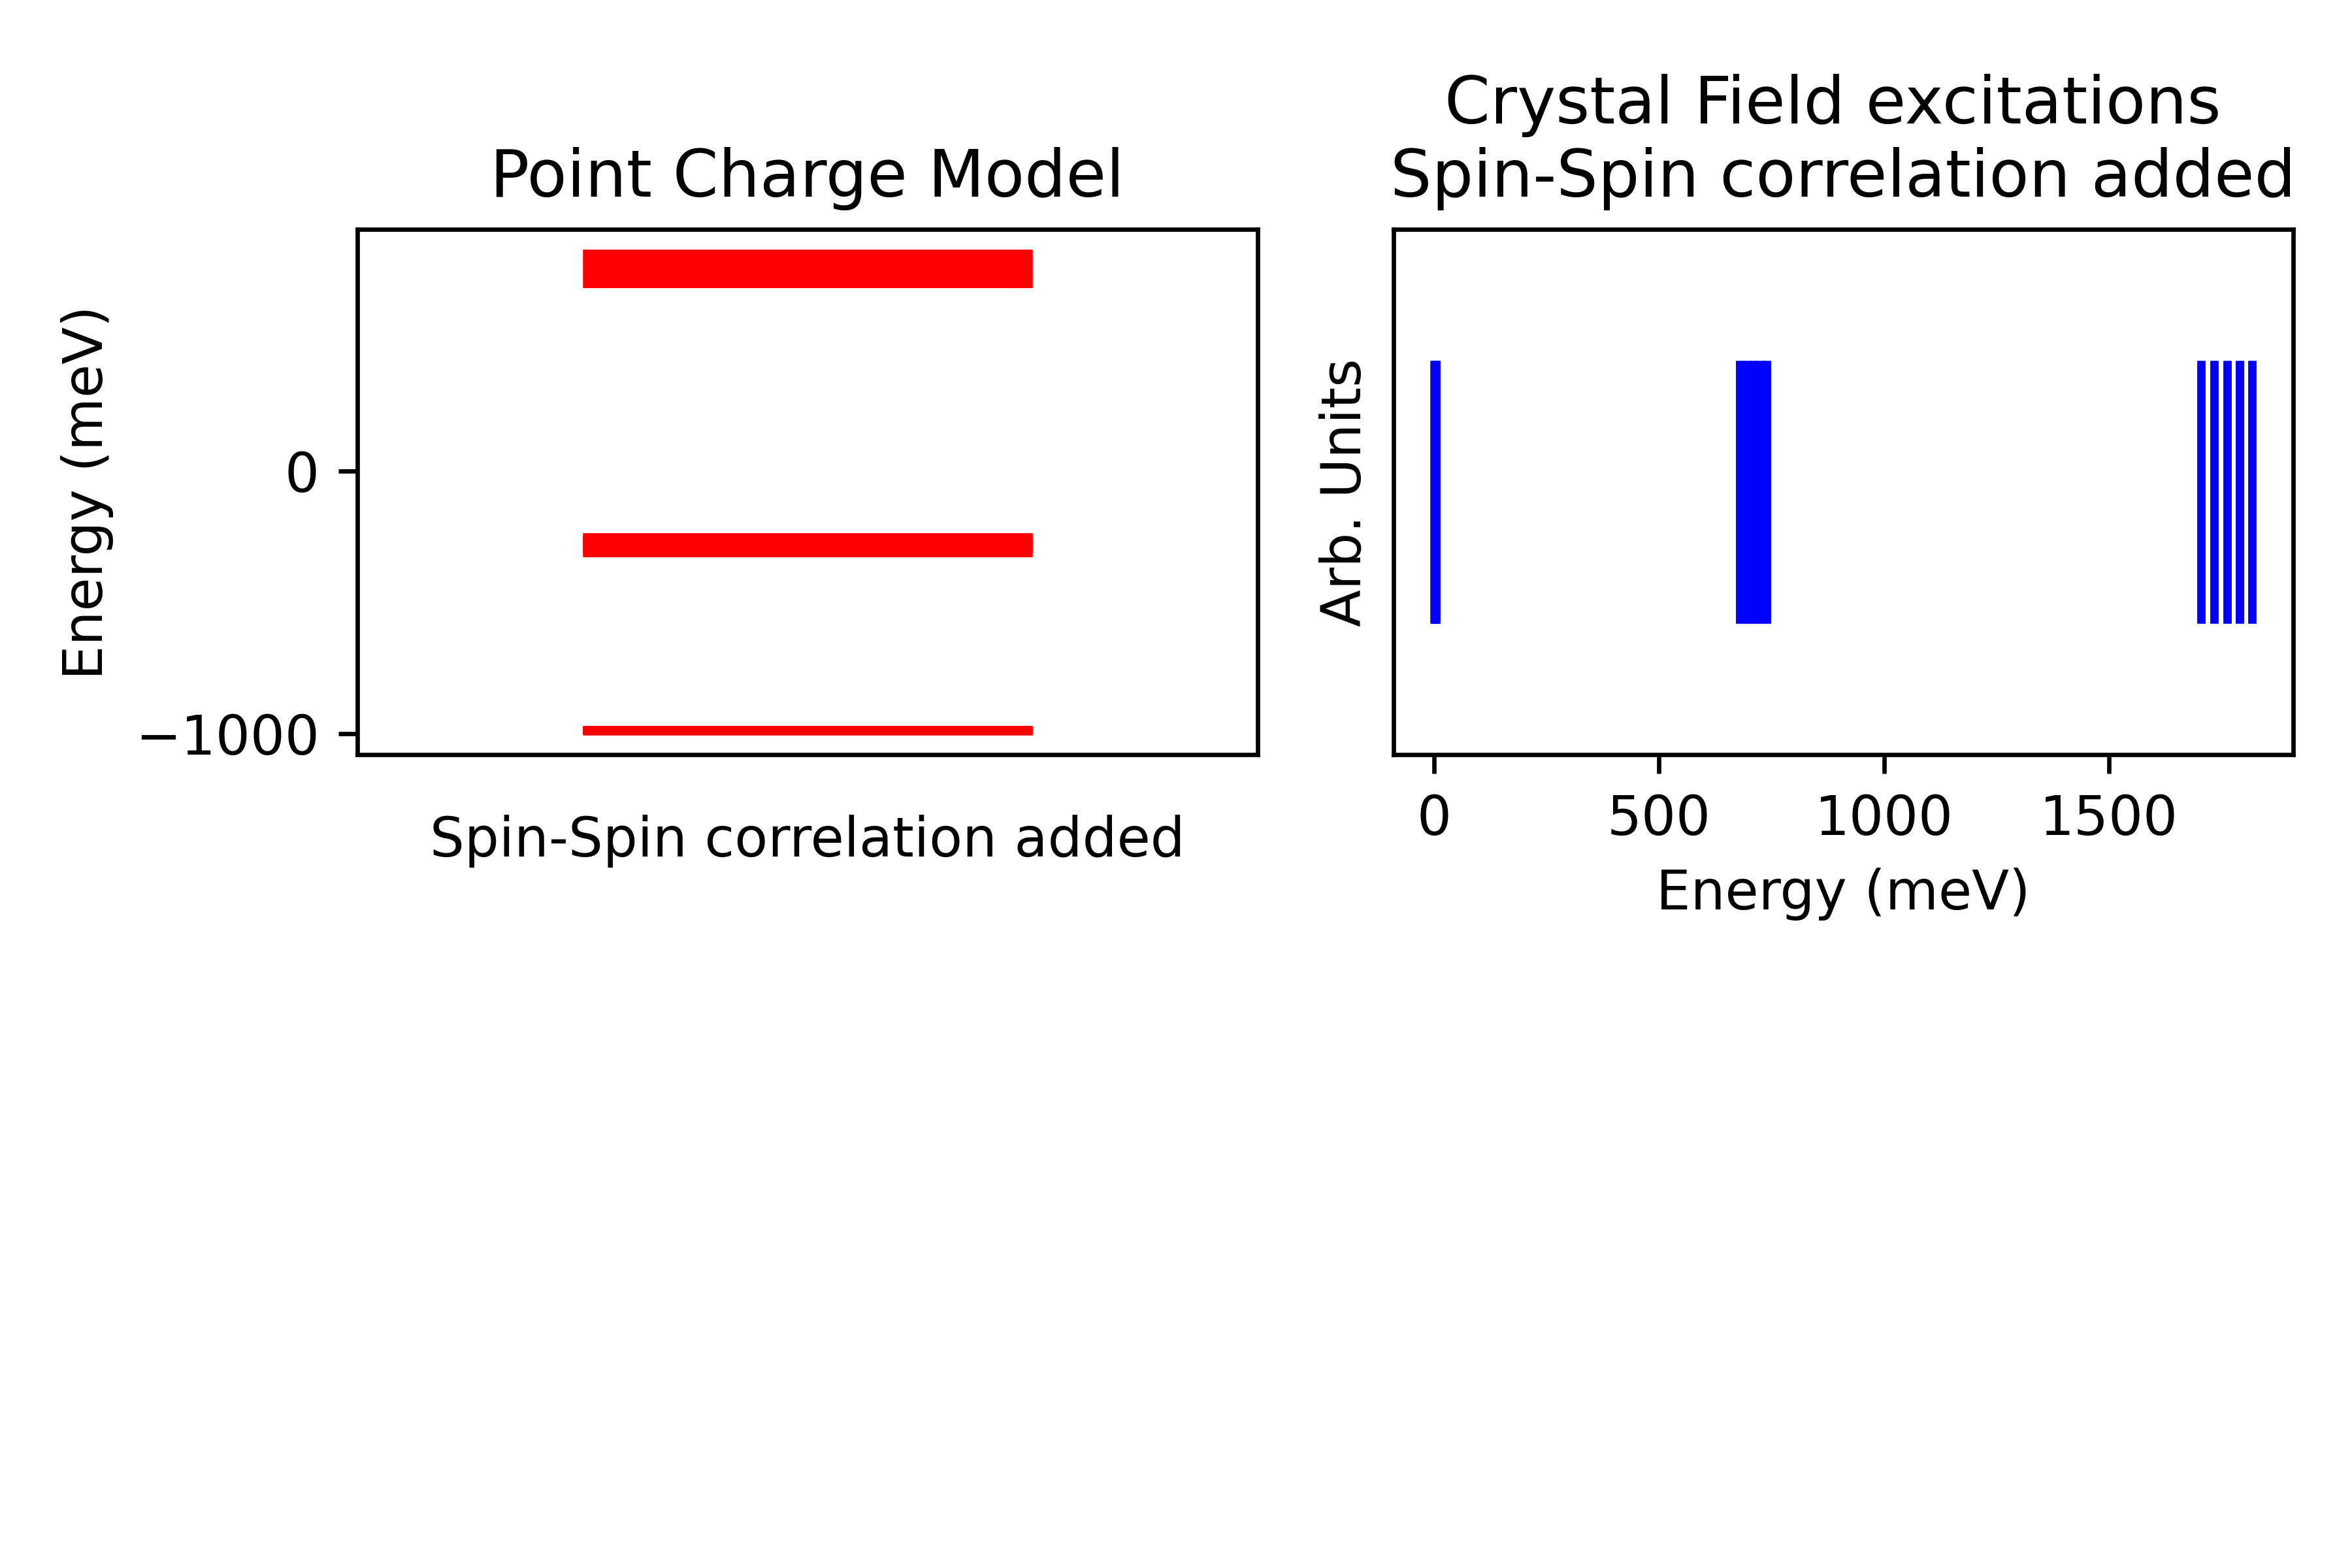 Point Charge Model
Energy (meV)
0
−1000
Spin-Spin correlation added
Crystal Field excitations
Spin-Spin correlation added
Arb. Units
0 500 1000 1500
Energy (meV)